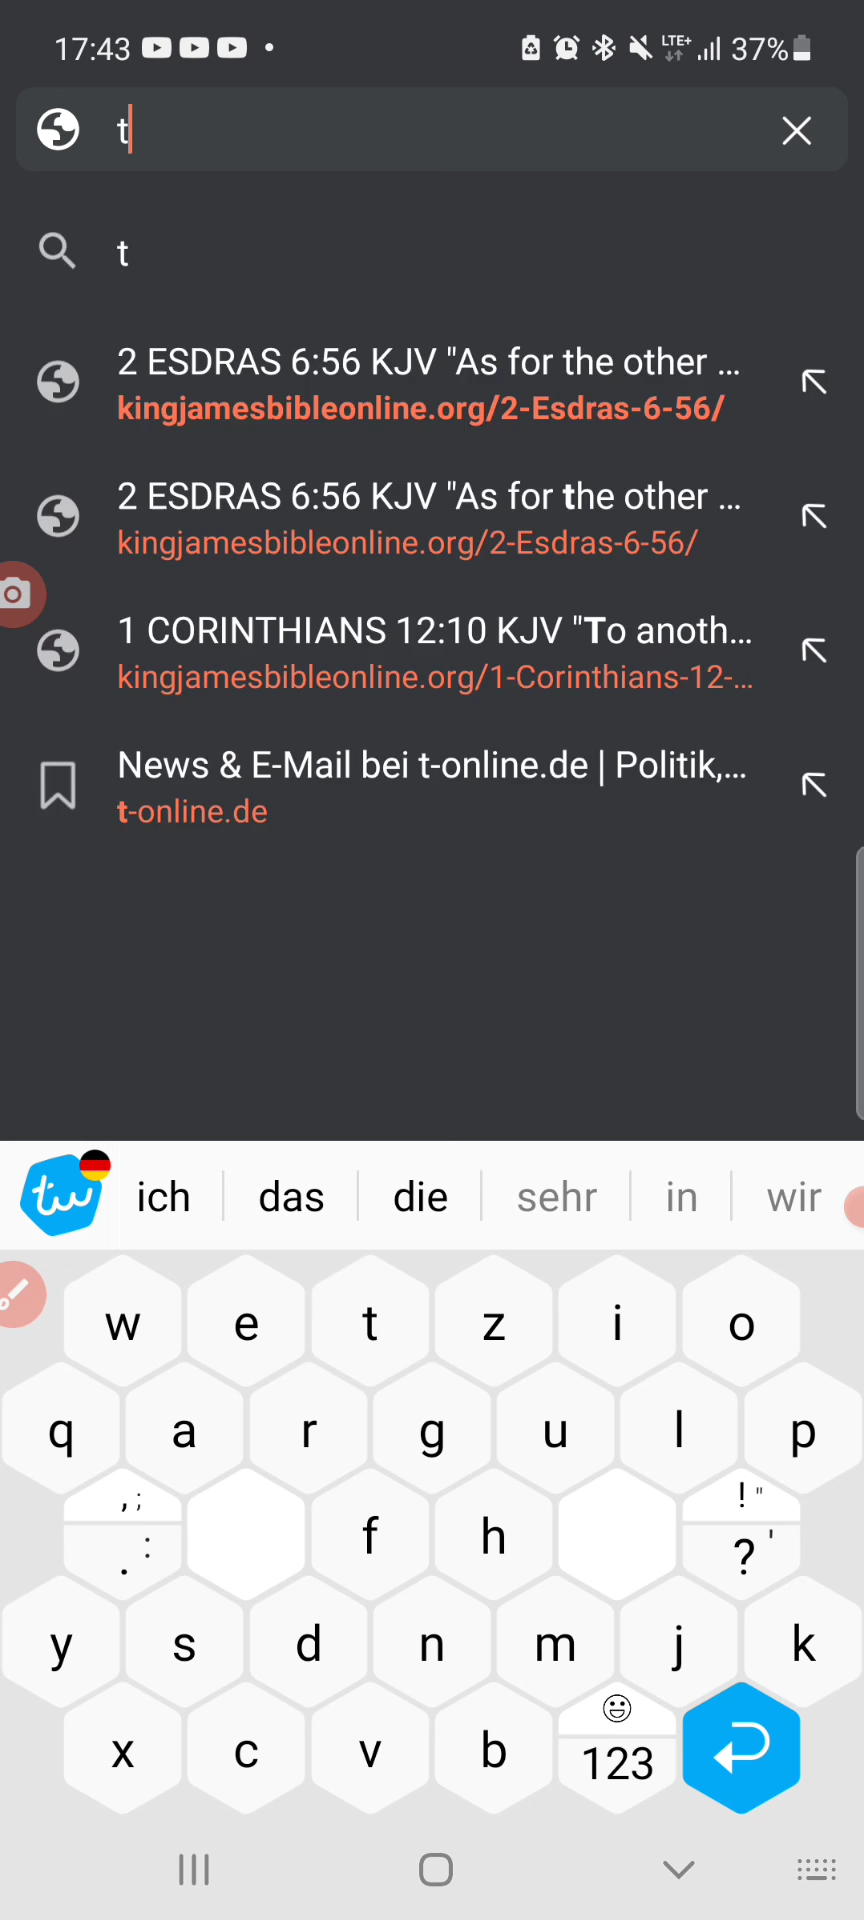 17:43 LTE+ 37%
t
t
2 ESDRAS 6:56 KJV "As for the other ...
kingjamesbibleonline.org/2-Esdras-6-56/
2 ESDRAS 6:56 KJV "As for the other ...
kingjamesbibleonline.org/2-Esdras-6-56/
1 CORINTHIANS 12:10 KJV "To anoth...
kingjamesbibleonline.org/1-Corinthians-12-...
News & E-Mail bei t-online.de | Politik,...
t-online.de
tw ich das die sehr in wir
w e t z i o
q a r g u l p
, ; . : f h ! " ? '
y s d n m j k
x c v b 123